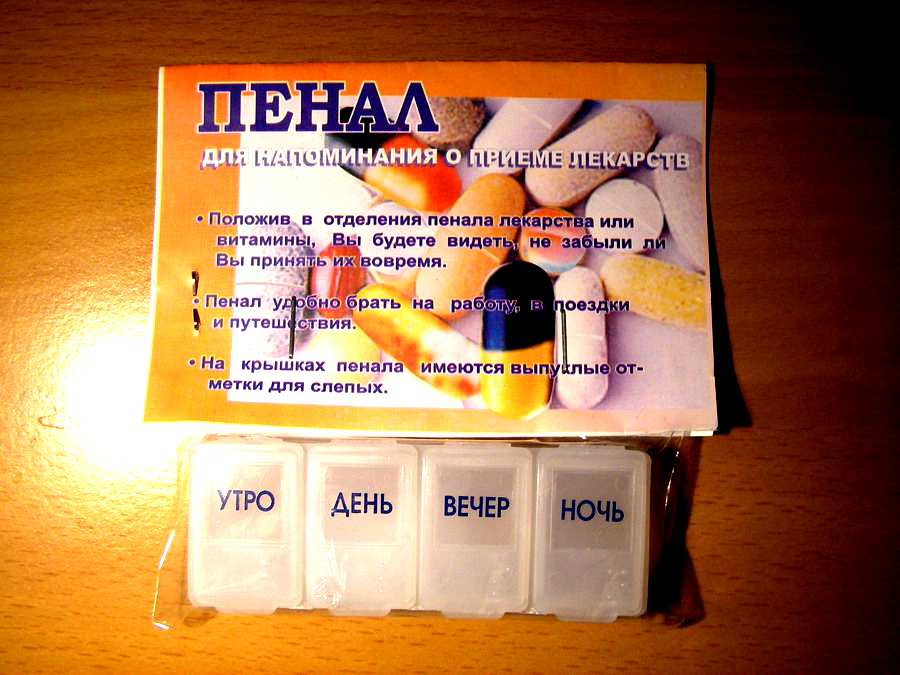 ПЕНАЛ
ДЛЯ НАПОМИНАНИЯ О ПРИЕМЕ ЛЕКАРСТВ
• Положив в отделения пенала лекарства или
витамины, Вы будете видеть, не забыли ли
Вы принять их вовремя.
• Пенал удобно брать на работу, в поездки
и путешествия.
• На крышках пенала имеются выпуклые от-
метки для слепых.
УТРО ДЕНЬ ВЕЧЕР НОЧЬ